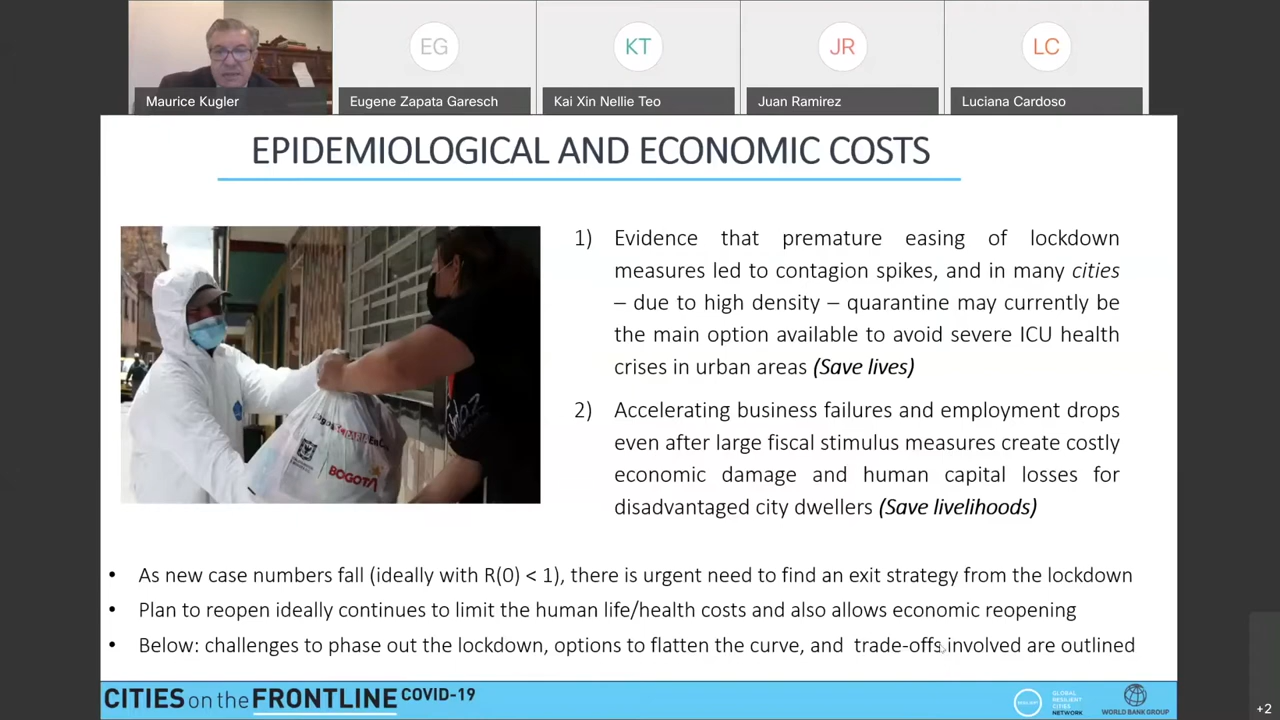 EG
KT
JR
LC
Maurice Kugler
Eugene Zapata Garesch
Kai Xin Nellie Teo
Juan Ramirez
Luciana Cardoso
EPIDEMIOLOGICAL AND ECONOMIC COSTS
1) Evidence that premature easing of lockdown
measures led to contagion spikes, and in many cities
– due to high density – quarantine may currently be
the main option available to avoid severe ICU health
crises in urban areas (Save lives)
2) Accelerating business failures and employment drops
even after large fiscal stimulus measures create costly
economic damage and human capital losses for
disadvantaged city dwellers (Save livelihoods)
BOGOTA
• As new case numbers fall (ideally with R(0) < 1), there is urgent need to find an exit strategy from the lockdown
• Plan to reopen ideally continues to limit the human life/health costs and also allows economic reopening
• Below: challenges to phase out the lockdown, options to flatten the curve, and trade-offs involved are outlined
CITIES on the FRONTLINE COVID-19
GLOBAL
RESILIENT
CITIES
NETWORK
WORLD BANK GROUP
+2